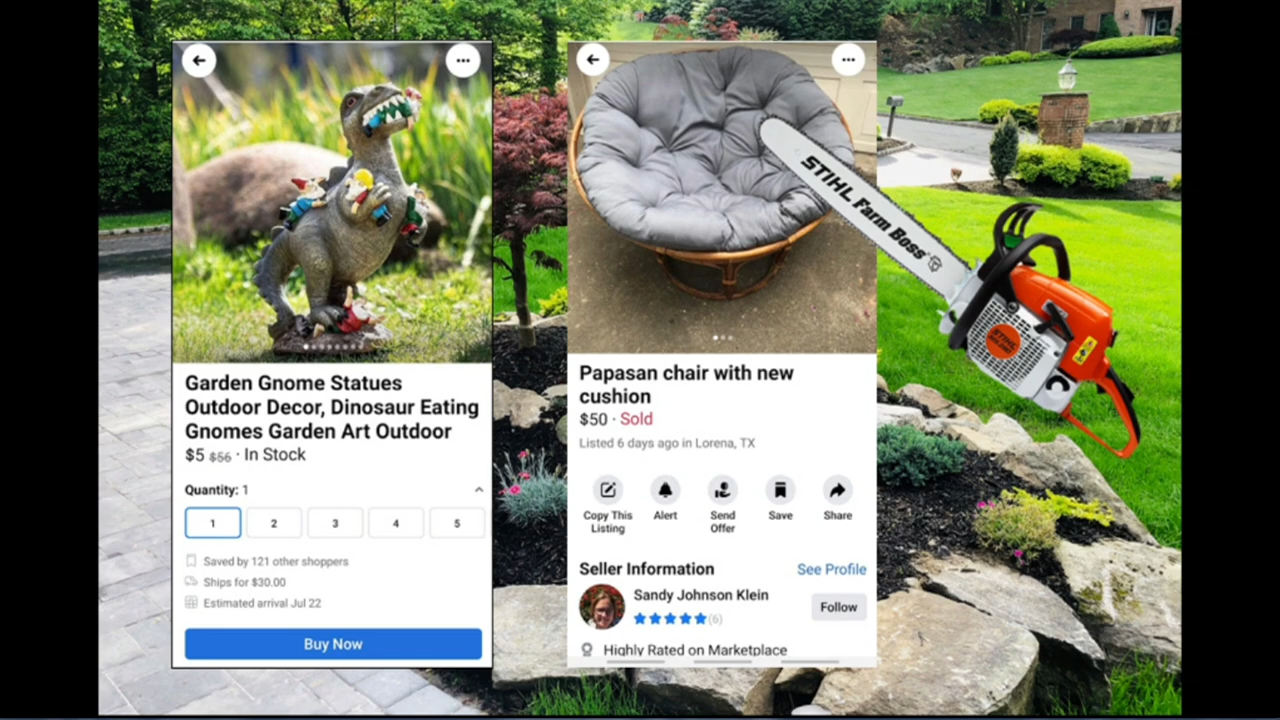 Garden Gnome Statues
Outdoor Decor, Dinosaur Eating
Gnomes Garden Art Outdoor
$5 $56 · In Stock
Quantity: 1
1 2 3 4 5
Saved by 121 other shoppers
Ships for $30.00
Estimated arrival Jul 22
Buy Now
Papasan chair with new
cushion
$50 · Sold
Listed 6 days ago in Lorena, TX
Copy This
Listing
Alert
Send
Offer
Save
Share
Seller Information
See Profile
Sandy Johnson Klein
(6)
Follow
Highly Rated on Marketplace
STIHL Farm Boss
STIHL